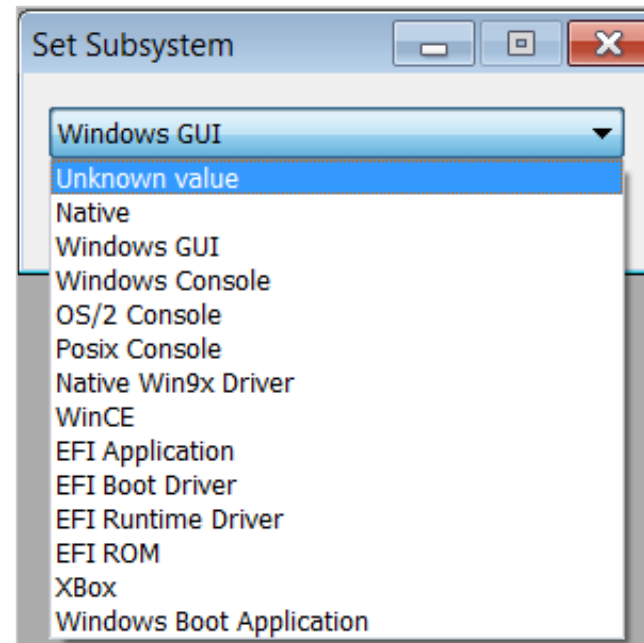 Set Subsystem
Windows GUI
Unknown value
Native
Windows GUI
Windows Console
OS/2 Console
Posix Console
Native Win9x Driver
WinCE
EFI Application
EFI Boot Driver
EFI Runtime Driver
EFI ROM
XBox
Windows Boot Application